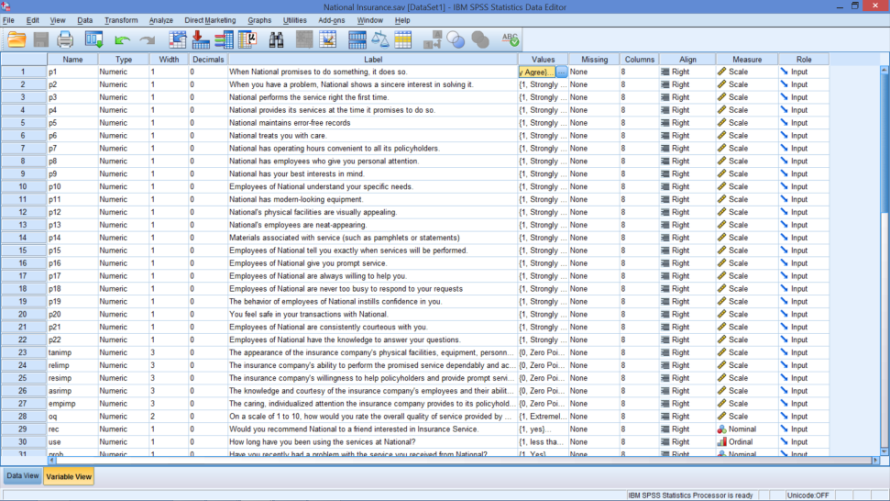 National Insurance.sav [DataSet1] - IBM SPSS Statistics Data Editor
File Edit View Data Transform Analyze Direct Marketing Graphs Utilities Add-ons Window Help
Name Type Width Decimals Label Values Missing Columns Align Measure Role
1 p1 Numeric 1 0 When National promises to do something, it does so. y Agree}... ... None 8 Right Scale Input
2 p2 Numeric 1 0 When you have a problem, National shows a sincere interest in solving it. {1, Strongly ... None 8 Right Scale Input
3 p3 Numeric 1 0 National performs the service right the first time. {1, Strongly ... None 8 Right Scale Input
4 p4 Numeric 1 0 National provides its services at the time it promises to do so. {1, Strongly ... None 8 Right Scale Input
5 p5 Numeric 1 0 National maintains error-free records {1, Strongly ... None 8 Right Scale Input
6 p6 Numeric 1 0 National treats you with care. {1, Strongly ... None 8 Right Scale Input
7 p7 Numeric 1 0 National has operating hours convenient to all its policyholders. {1, Strongly ... None 8 Right Scale Input
8 p8 Numeric 1 0 National has employees who give you personal attention. {1, Strongly ... None 8 Right Scale Input
9 p9 Numeric 1 0 National has your best interests in mind. {1, Strongly ... None 8 Right Scale Input
10 p10 Numeric 1 0 Employees of National understand your specific needs. {1, Strongly ... None 8 Right Scale Input
11 p11 Numeric 1 0 National has modern-looking equipment. {1, Strongly ... None 8 Right Scale Input
12 p12 Numeric 1 0 National's physical facilities are visually appealing. {1, Strongly ... None 8 Right Scale Input
13 p13 Numeric 1 0 National's employees are neat-appearing. {1, Strongly ... None 8 Right Scale Input
14 p14 Numeric 1 0 Materials associated with service (such as pamphlets or statements) {1, Strongly ... None 8 Right Scale Input
15 p15 Numeric 1 0 Employees of National tell you exactly when services will be performed. {1, Strongly ... None 8 Right Scale Input
16 p16 Numeric 1 0 Employees of National give you prompt service. {1, Strongly ... None 8 Right Scale Input
17 p17 Numeric 1 0 Employees of National are always willing to help you. {1, Strongly ... None 8 Right Scale Input
18 p18 Numeric 1 0 Employees of National are never too busy to respond to your requests {1, Strongly ... None 8 Right Scale Input
19 p19 Numeric 1 0 The behavior of employees of National instills confidence in you. {1, Strongly ... None 8 Right Scale Input
20 p20 Numeric 1 0 You feel safe in your transactions with National. {1, Strongly ... None 8 Right Scale Input
21 p21 Numeric 1 0 Employees of National are consistently courteous with you. {1, Strongly ... None 8 Right Scale Input
22 p22 Numeric 1 0 Employees of National have the knowledge to answer your questions. {1, Strongly ... None 8 Right Scale Input
23 tanimp Numeric 3 0 The appearance of the insurance company's physical facilities, equipment, personn... {0, Zero Poi... None 8 Right Scale Input
24 relimp Numeric 3 0 The insurance company's ability to perform the promised service dependably and ac... {0, Zero Poi... None 8 Right Scale Input
25 resimp Numeric 3 0 The insurance company's willingness to help policyholders and provide prompt servi... {0, Zero Poi... None 8 Right Scale Input
26 asrimp Numeric 3 0 The knowledge and courtesy of the insurance company's employees and their abilit... {0, Zero Poi... None 8 Right Scale Input
27 empimp Numeric 3 0 The caring, individualized attention the insurance company provides to its policyhold... {0, Zero Poi... None 8 Right Scale Input
28 oq Numeric 2 0 On a scale of 1 to 10, how would you rate the overall quality of service provided by ... {1, Extremel... None 8 Right Scale Input
29 rec Numeric 1 0 Would you recommend National to a friend interested in Insurance Service. {1, yes}... None 8 Right Nominal Input
30 use Numeric 1 0 How long have you been using the services at National? {1, less tha... None 8 Right Ordinal Input
31 prob Numeric 1 0 Have you recently had a problem with the service you received from National? {1, Yes}... None 8 Right Nominal Input
Data View Variable View
IBM SPSS Statistics Processor is ready Unicode:OFF